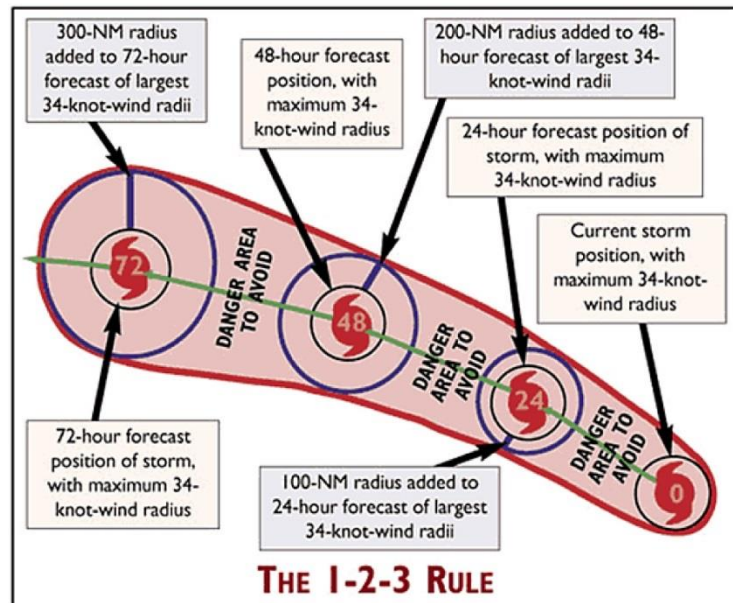 300-NM radius
added to 72-hour
forecast of largest
34-knot-wind radii
48-hour forecast
position, with
maximum 34-
knot-wind radius
200-NM radius added to 48-
hour forecast of largest 34-
knot-wind radii
24-hour forecast position of
storm, with maximum
34-knot-wind radius
Current storm
position, with
maximum 34-knot-
wind radius
72
DANGER AREA
TO AVOID
48
DANGER
AREA TO
AVOID
24
DANGER
AREA TO
AVOID
0
72-hour forecast
position of storm,
with maximum 34-
knot-wind radius
100-NM radius added to
24-hour forecast of largest
34-knot-wind radii
THE 1-2-3 RULE